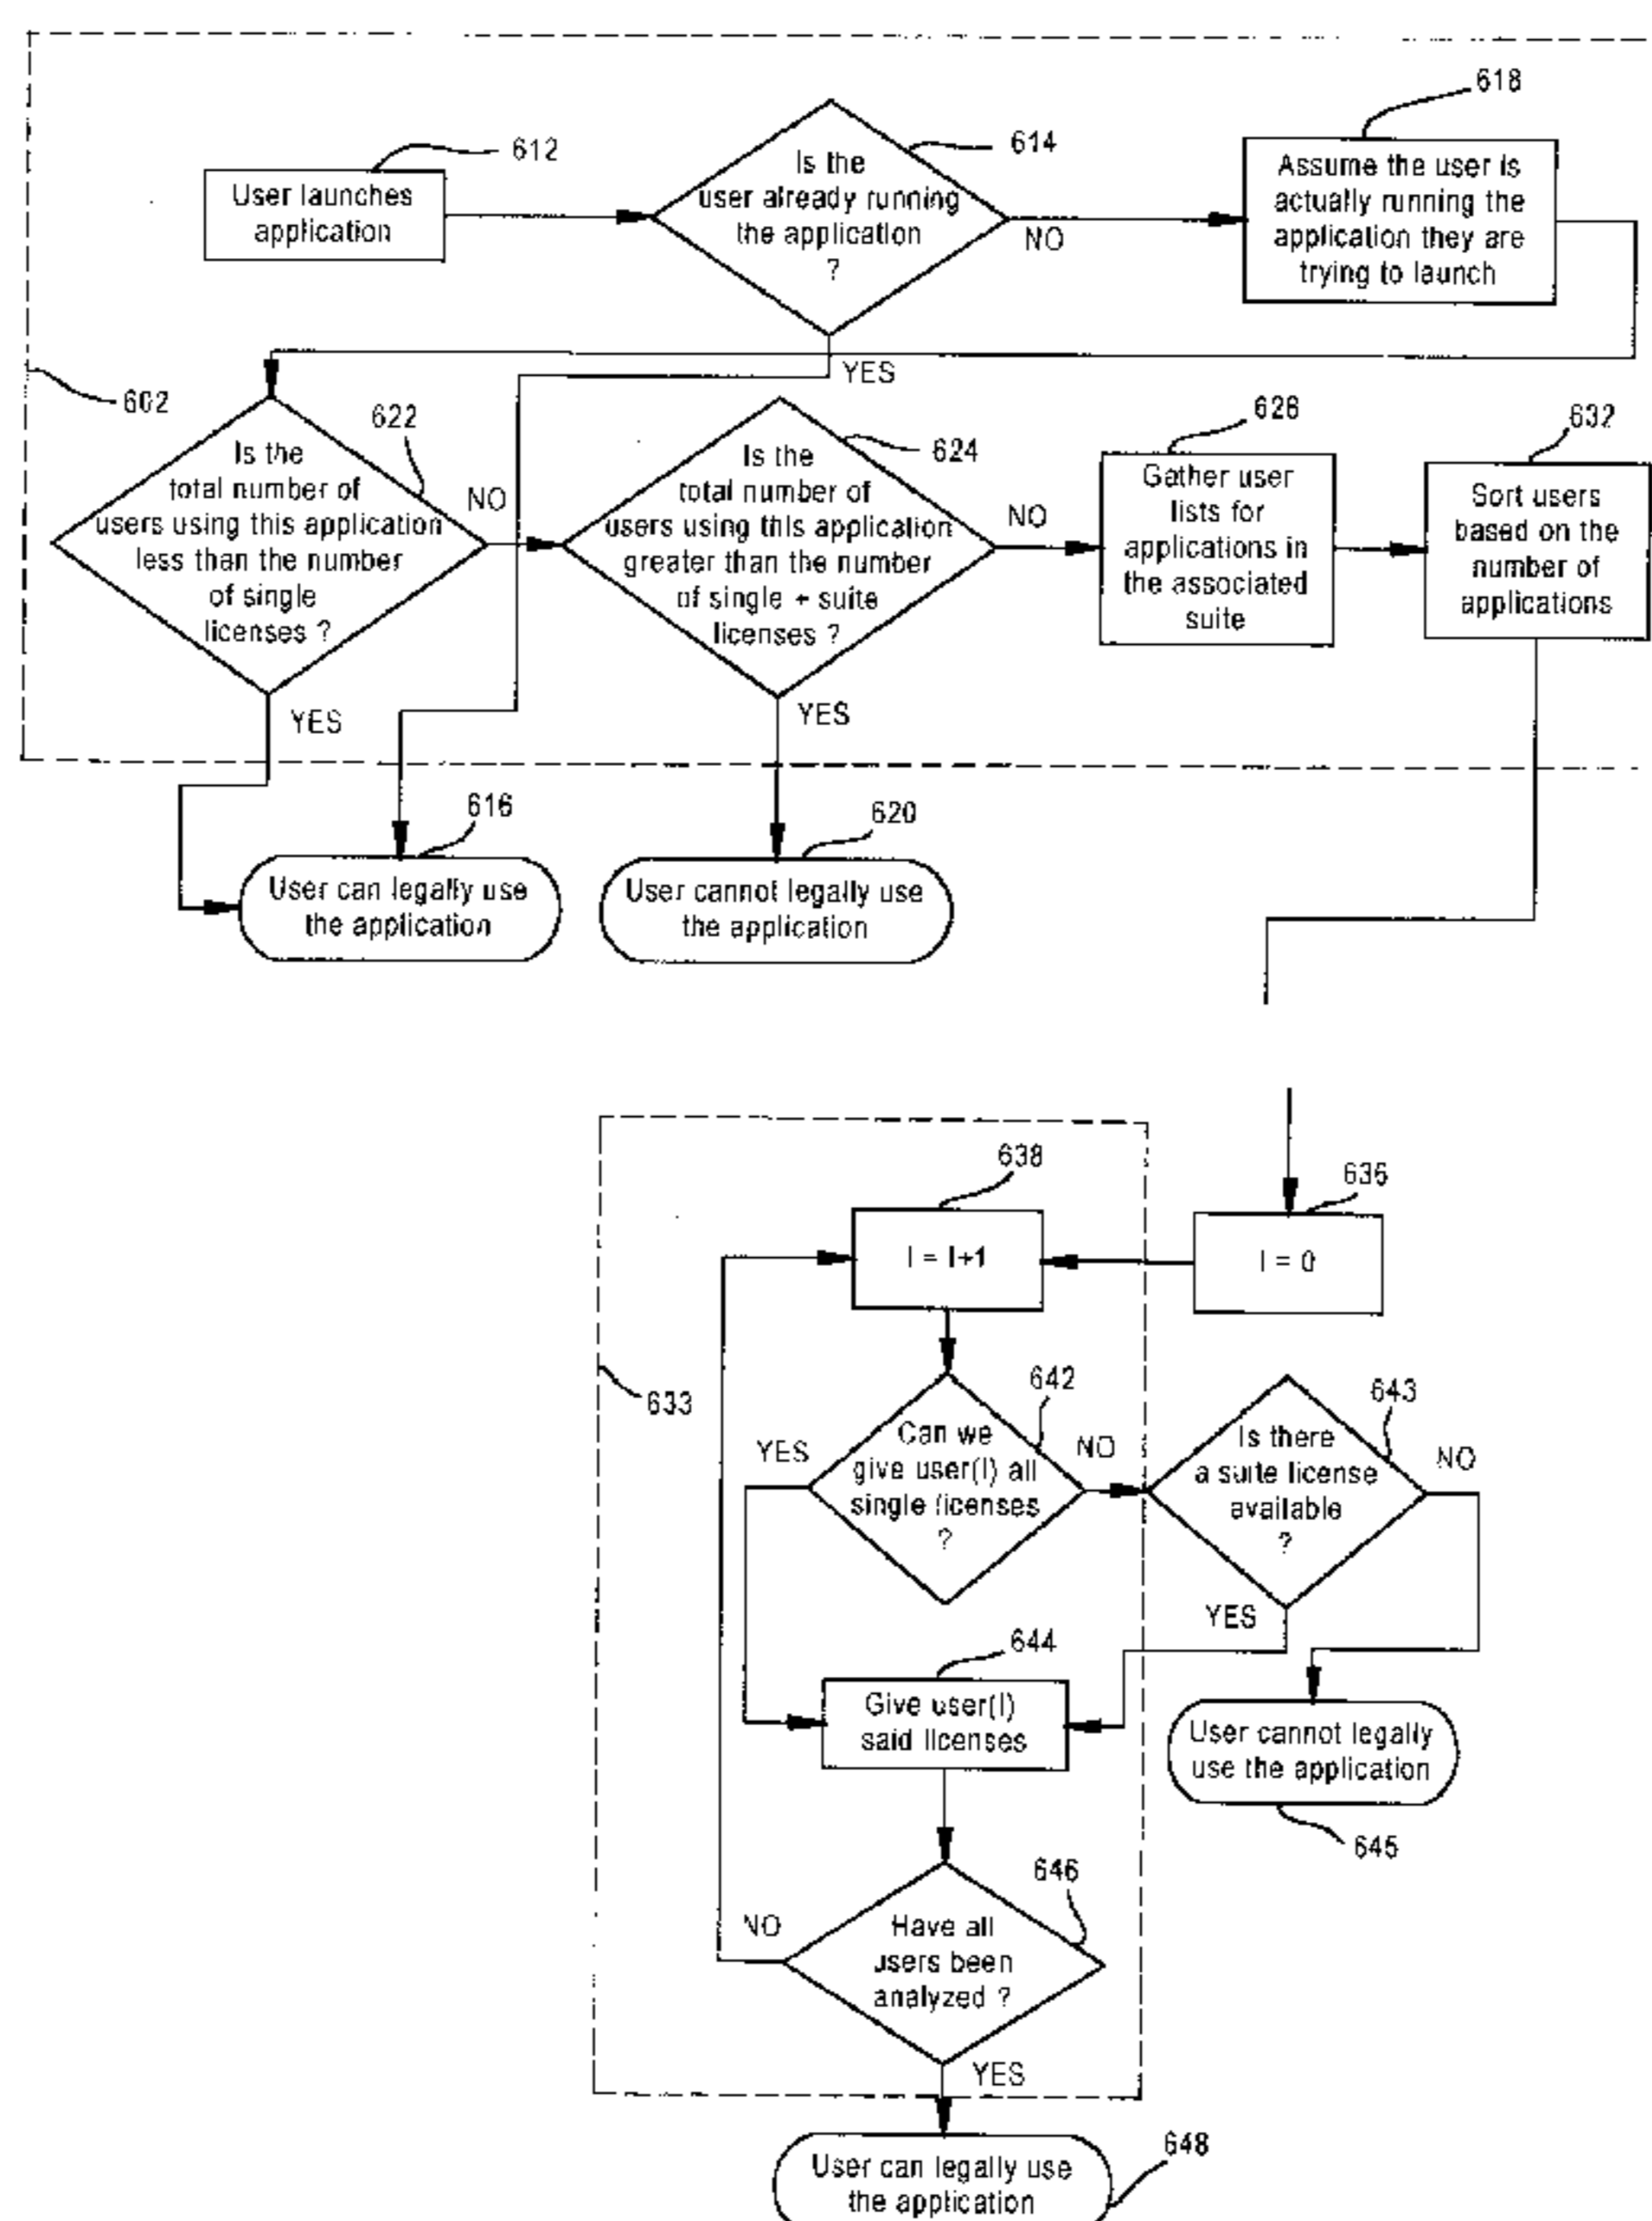 618
612
614
User launches
application
Is the
user already running
the application
?
NO
Assume the user is
actually running the
application they are
trying to launch
YES
602
622
624
628
632
Is the
total number of
users using this application
less than the number
of single
licenses ?
NO
Is the
total number of
users using this application
greater than the number
of single + suite
licenses ?
NO
Gather user
lists for
applications in
the associated
suite
Sort users
based on the
number of
applications
YES
YES
616
620
User can legally use
the application
User cannot legally use
the application
638
636
I = I+1
I = 0
633
642
643
YES
Can we
give user(I) all
single licenses
?
NO
Is there
a suite license
available
?
NO
YES
644
Give user(I)
said licenses
User cannot legally
use the application
645
646
NO
Have all
users been
analyzed ?
YES
648
User can legally use
the application